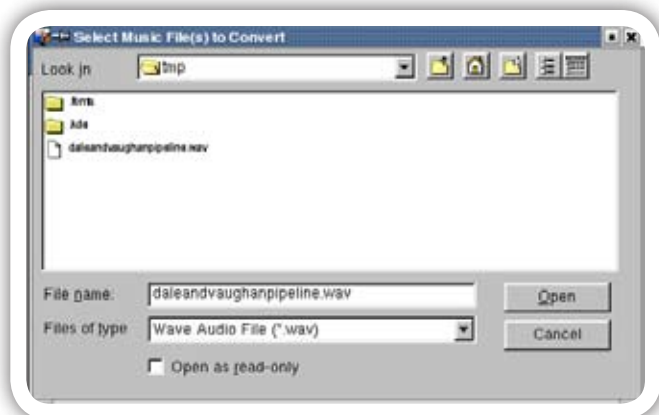 Select Music File(s) to Convert
Look in tmp
daleandvaughanpipeline.wav
File name: daleandvaughanpipeline.wav Open
Files of type Wave Audio File (*.wav) Cancel
Open as read-only